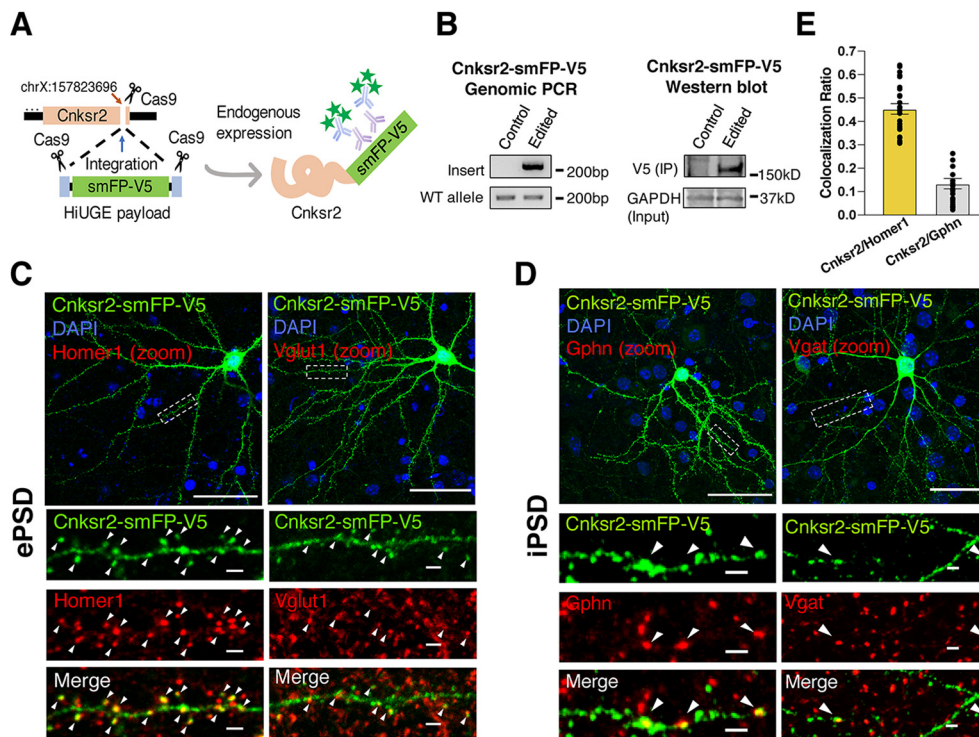 A
chrX:157823696
Cnksr2
Cas9
Cas9
Cas9
Integration
smFP-V5
HiUGE payload
Endogenous
expression
smFP-V5
Cnksr2
B
Cnksr2-smFP-V5
Genomic PCR
Control
Edited
Insert
200bp
WT allele
200bp
Cnksr2-smFP-V5
Western blot
Control
Edited
V5 (IP)
150kD
GAPDH
(Input)
37kD
E
Colocalization Ratio
0.7
0.6
0.5
0.4
0.3
0.2
0.1
0.0
Cnksr2/Homer1
Cnksr2/Gphn
C
ePSD
Cnksr2-smFP-V5
DAPI
Homer1 (zoom)
Cnksr2-smFP-V5
DAPI
Vglut1 (zoom)
Cnksr2-smFP-V5
Cnksr2-smFP-V5
Homer1
Vglut1
Merge
Merge
D
iPSD
Cnksr2-smFP-V5
DAPI
Gphn (zoom)
Cnksr2-smFP-V5
DAPI
Vgat (zoom)
Cnksr2-smFP-V5
Cnksr2-smFP-V5
Gphn
Vgat
Merge
Merge